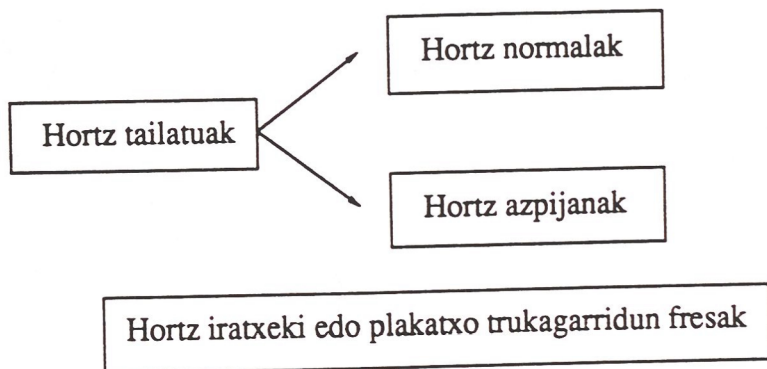 Hortz normalak
Hortz tailatuak
Hortz azpijanak
Hortz iratxeki edo plakatxo trukagarridun fresak